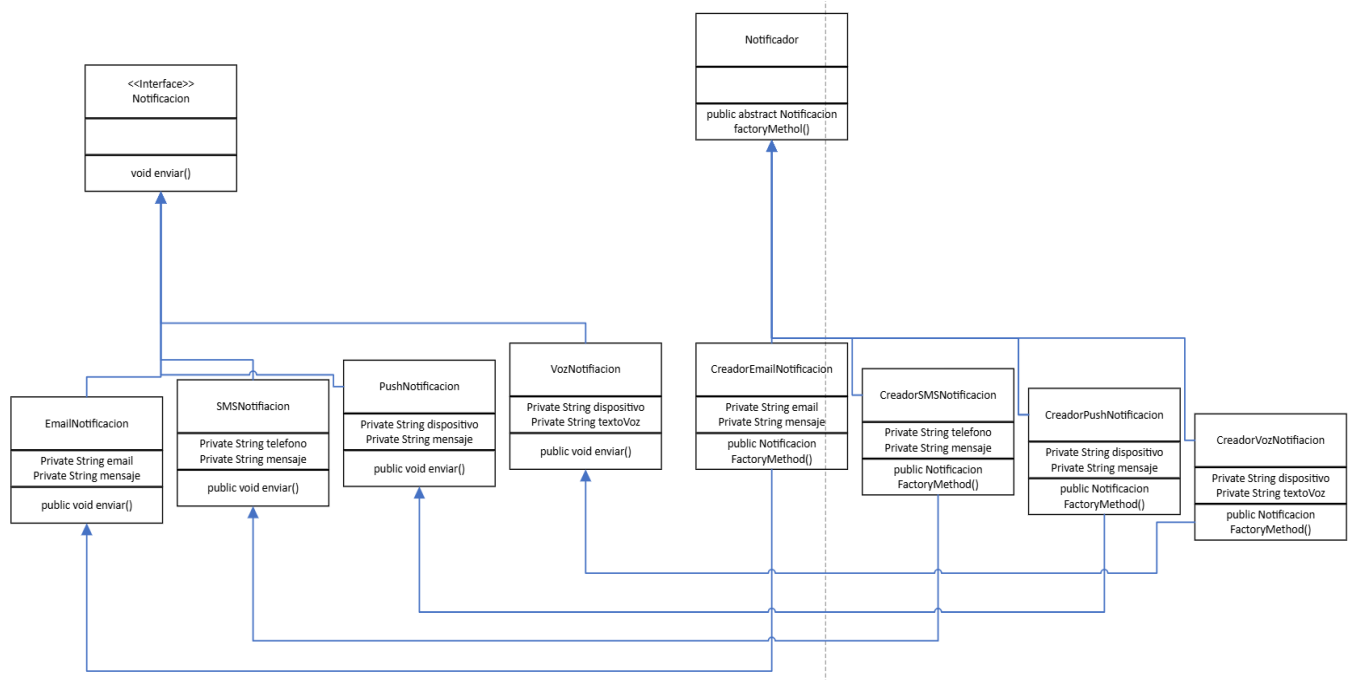 <<Interface>>
Notificacion
void enviar()
Notificador
public abstract Notificacion
factoryMethol()
EmailNotificacion
Private String email
Private String mensaje
public void enviar()
SMSNotifiacion
Private String telefono
Private String mensaje
public void enviar()
PushNotificacion
Private String dispositivo
Private String mensaje
public void enviar()
VozNotifiacion
Private String dispositivo
Private String textoVoz
public void enviar()
CreadorEmailNotificacion
Private String email
Private String mensaje
public Notificacion
FactoryMethod()
CreadorSMSNotificacion
Private String telefono
Private String mensaje
public Notificacion
FactoryMethod()
CreadorPushNotificacion
Private String dispositivo
Private String mensaje
public Notificacion
FactoryMethod()
CreadorVozNotificacion
Private String dispositivo
Private String textoVoz
public Notificacion
FactoryMethod()